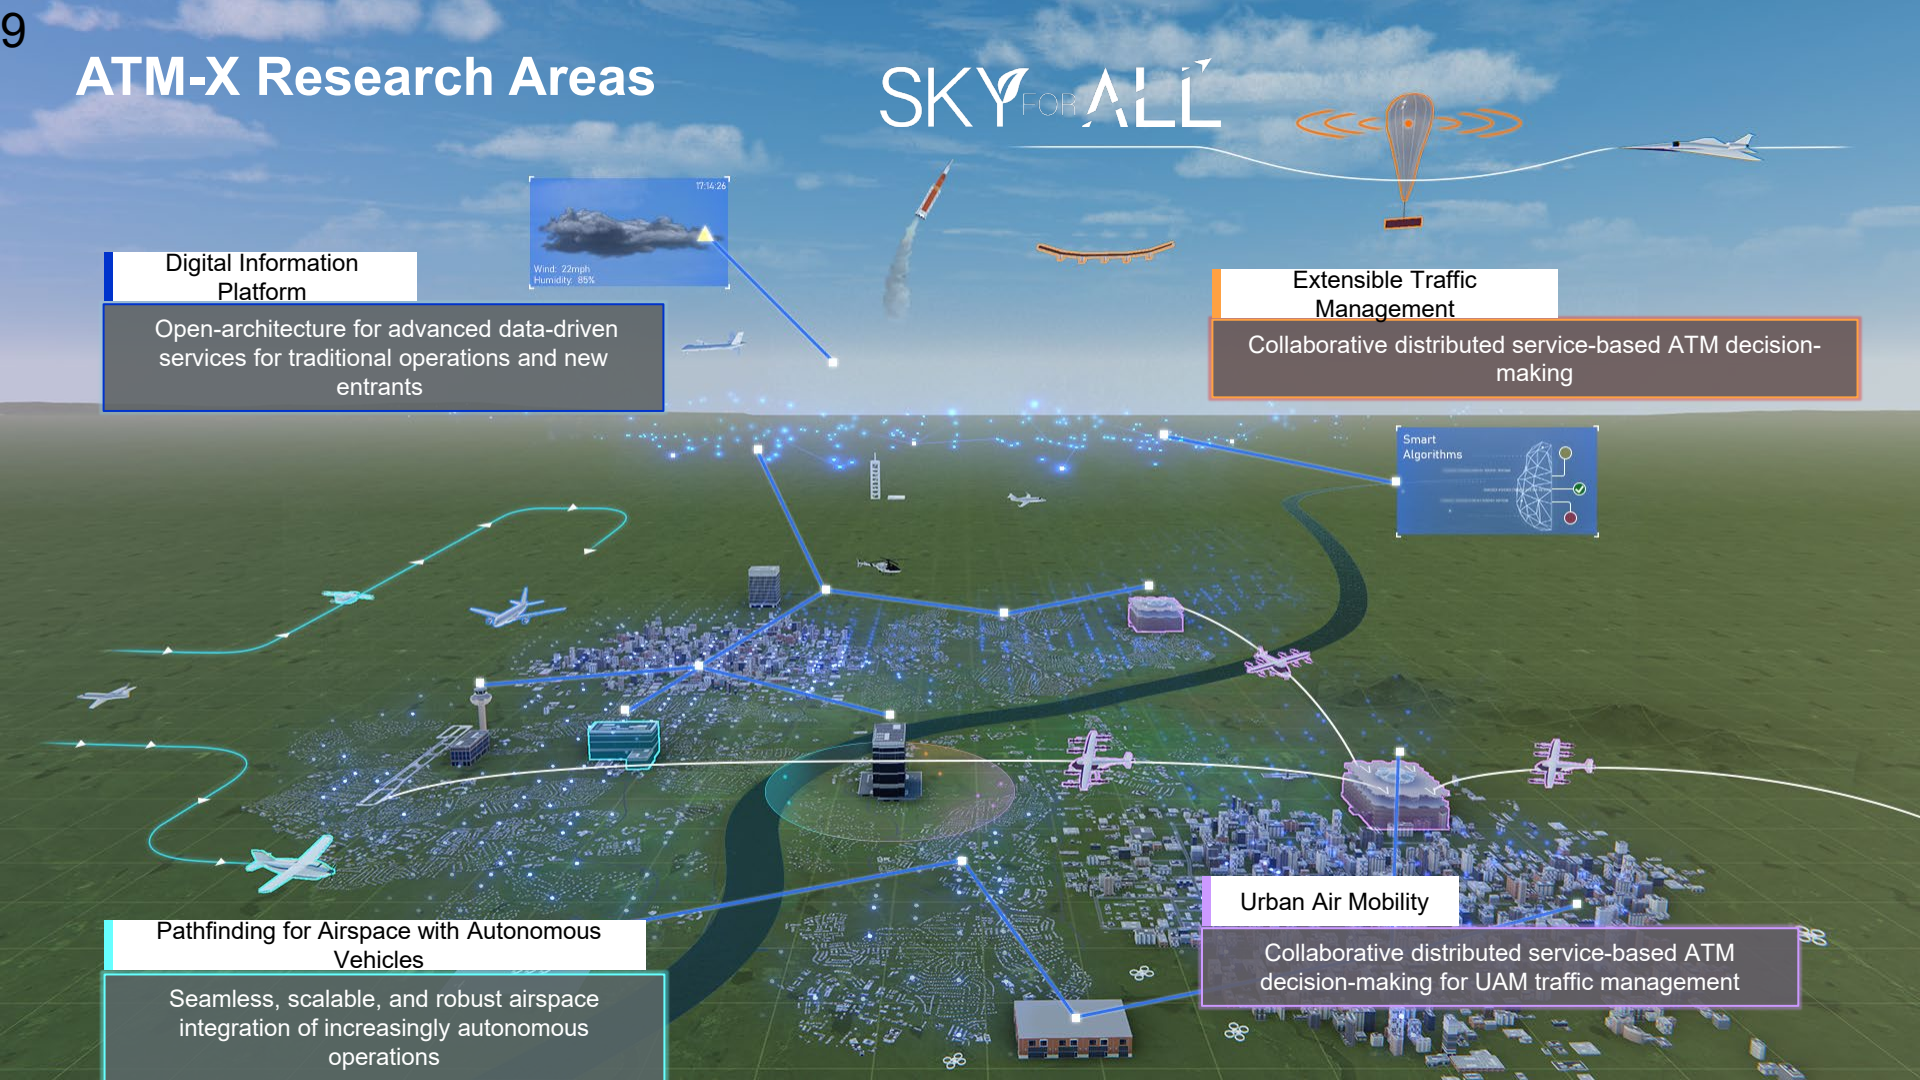 9
ATM-X Research Areas
SKY FOR ALL
17:14:26
Wind: 22mph
Humidity: 85%
Digital Information
Platform
Open-architecture for advanced data-driven
services for traditional operations and new
entrants
Extensible Traffic
Management
Collaborative distributed service-based ATM decision-
making
Smart
Algorithms
Pathfinding for Airspace with Autonomous
Vehicles
Seamless, scalable, and robust airspace
integration of increasingly autonomous
operations
Urban Air Mobility
Collaborative distributed service-based ATM
decision-making for UAM traffic management